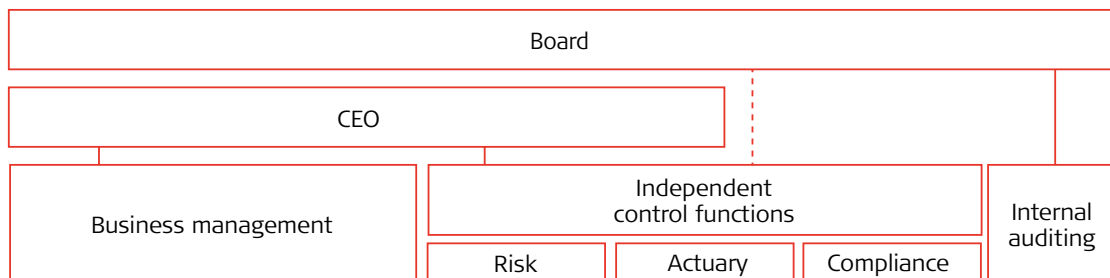 Board
CEO
Business management
Independent
control functions
Internal
auditing
Risk
Actuary
Compliance